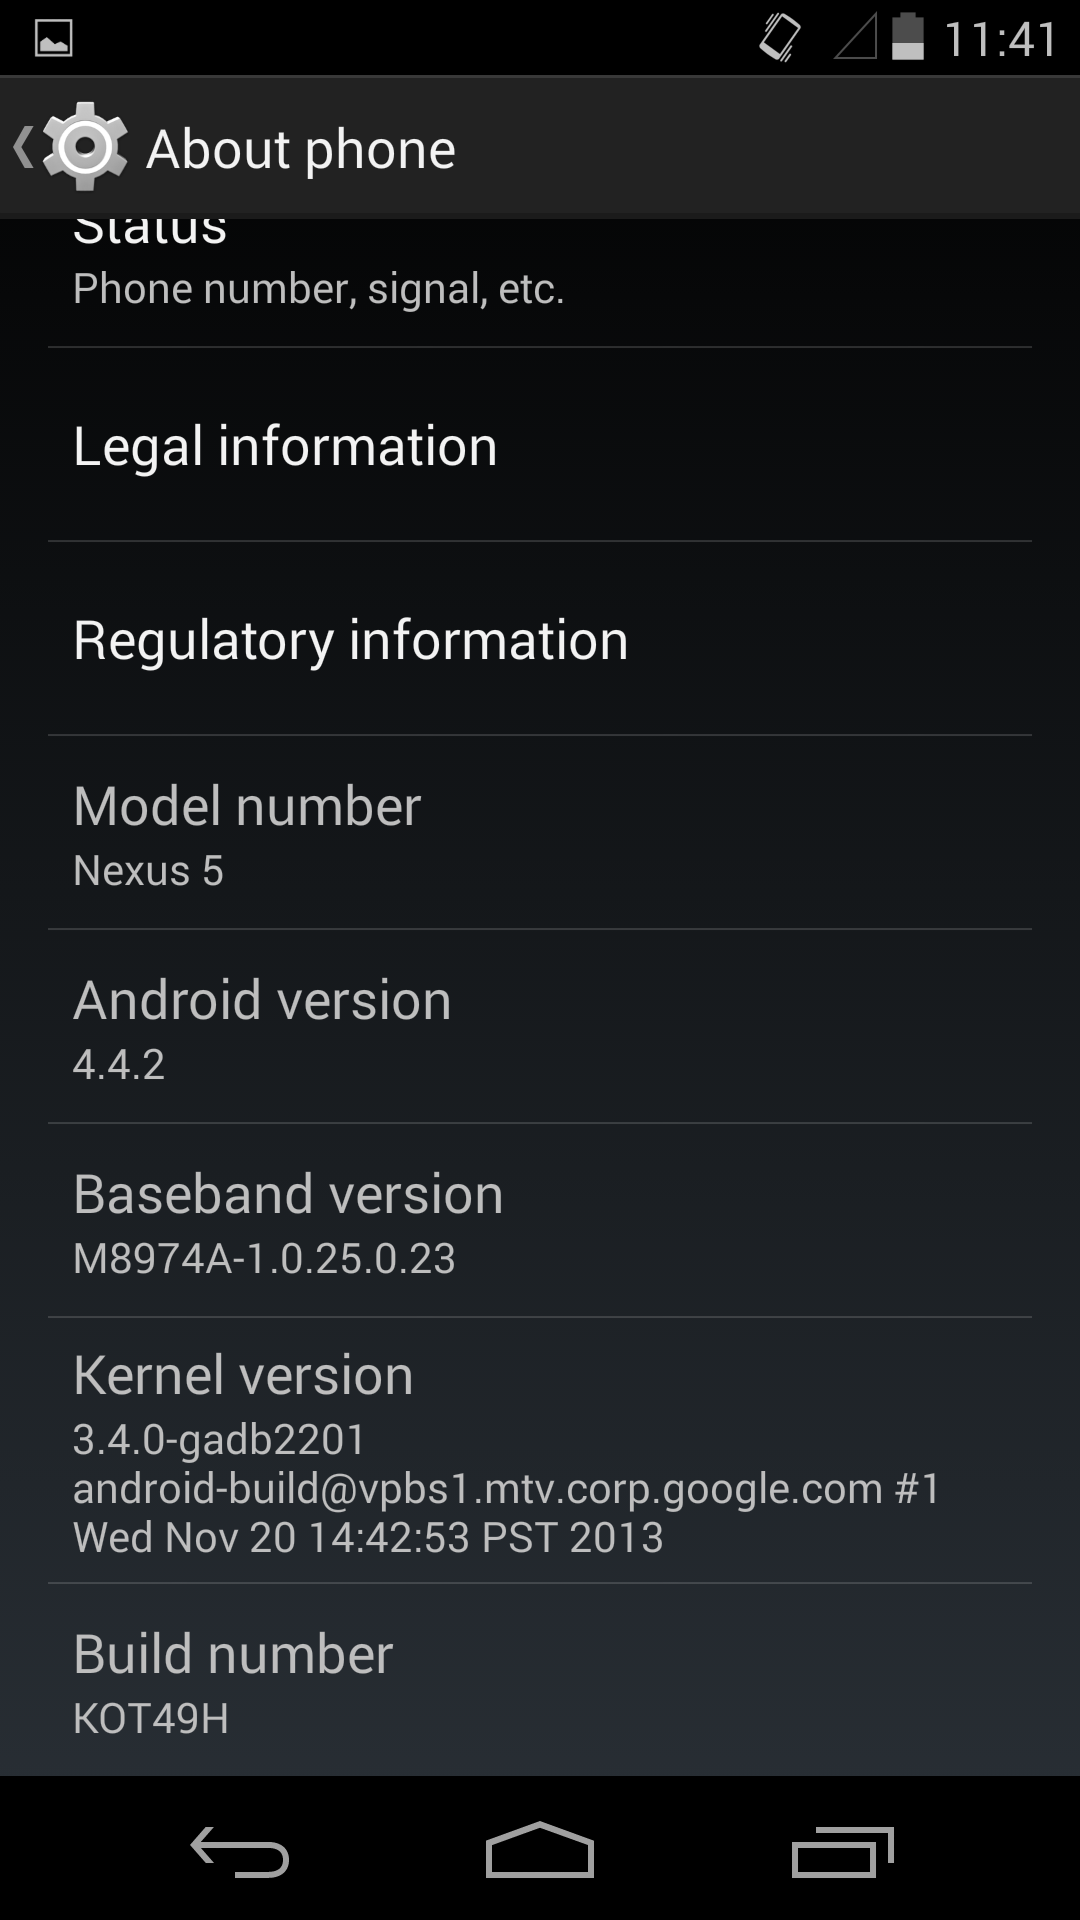 11:41
About phone
Status
Phone number, signal, etc.
Legal information
Regulatory information
Model number
Nexus 5
Android version
4.4.2
Baseband version
M8974A-1.0.25.0.23
Kernel version
3.4.0-gadb2201
android-build@vpbs1.mtv.corp.google.com #1
Wed Nov 20 14:42:53 PST 2013
Build number
KOT49H